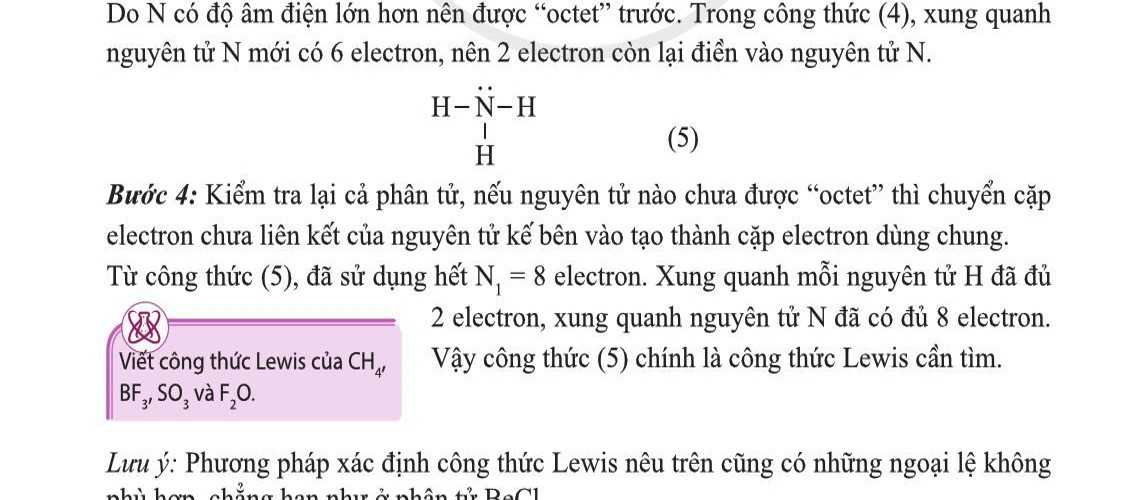 Do N có độ âm điện lớn hơn nên được “octet” trước. Trong công thức (4), xung quanh
nguyên tử N mới có 6 electron, nên 2 electron còn lại điền vào nguyên tử N.
H–N̈–H
|
(5)
H
Bước 4: Kiểm tra lại cả phân tử, nếu nguyên tử nào chưa được “octet” thì chuyển cặp
electron chưa liên kết của nguyên tử kế bên vào tạo thành cặp electron dùng chung.
Từ công thức (5), đã sử dụng hết N₁ = 8 electron. Xung quanh mỗi nguyên tử H đã đủ
2 electron, xung quanh nguyên tử N đã có đủ 8 electron.
Vậy công thức (5) chính là công thức Lewis cần tìm.
Viết công thức Lewis của CH₄,
BF₃, SO₃ và F₂O.
Lưu ý: Phương pháp xác định công thức Lewis nêu trên cũng có những ngoại lệ không
phù hợp, chẳng hạn như ở phân tử BeCl